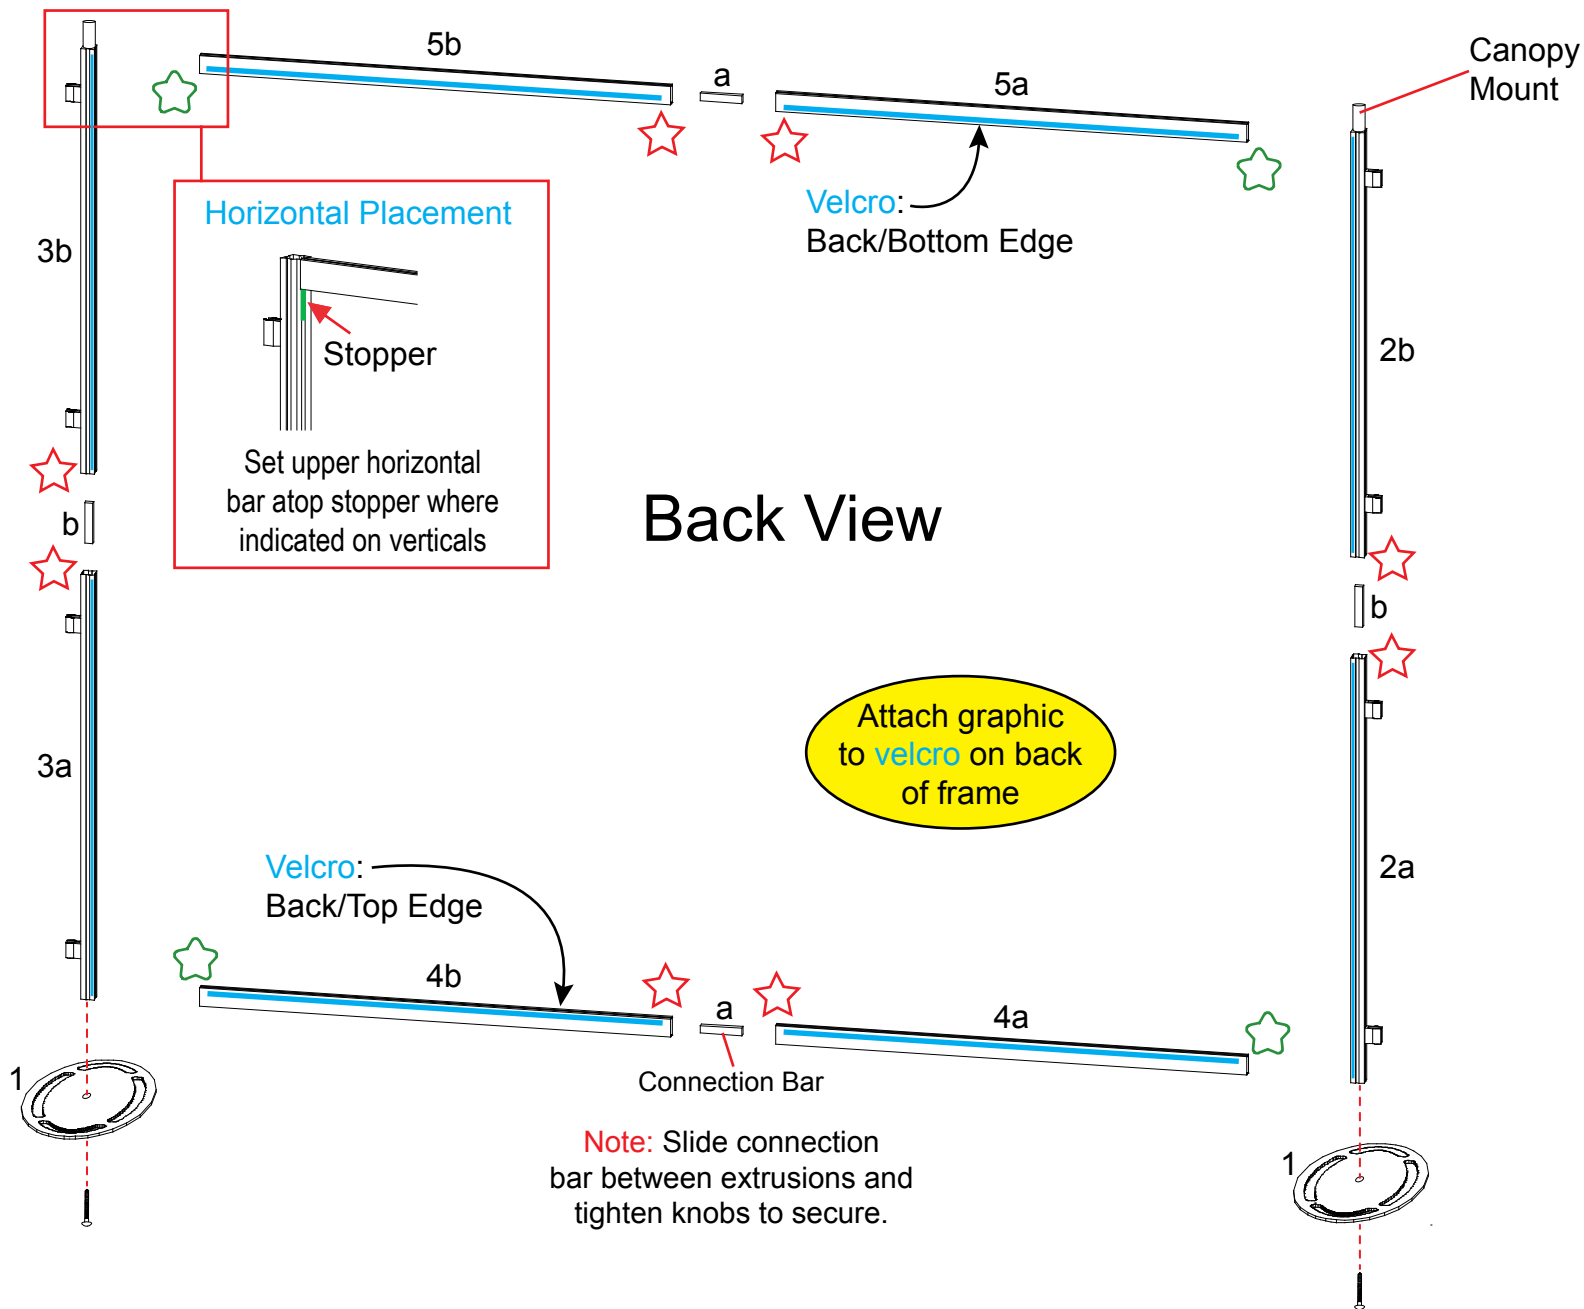 5b
a
5a
Canopy
Mount
Velcro:
Back/Bottom Edge
Horizontal Placement
3b
Stopper
2b
Set upper horizontal
bar atop stopper where
indicated on verticals
Back View
b
b
Attach graphic
to velcro on back
of frame
3a
2a
Velcro:
Back/Top Edge
4b
a
4a
Connection Bar
1
Note: Slide connection
bar between extrusions and
tighten knobs to secure.
1